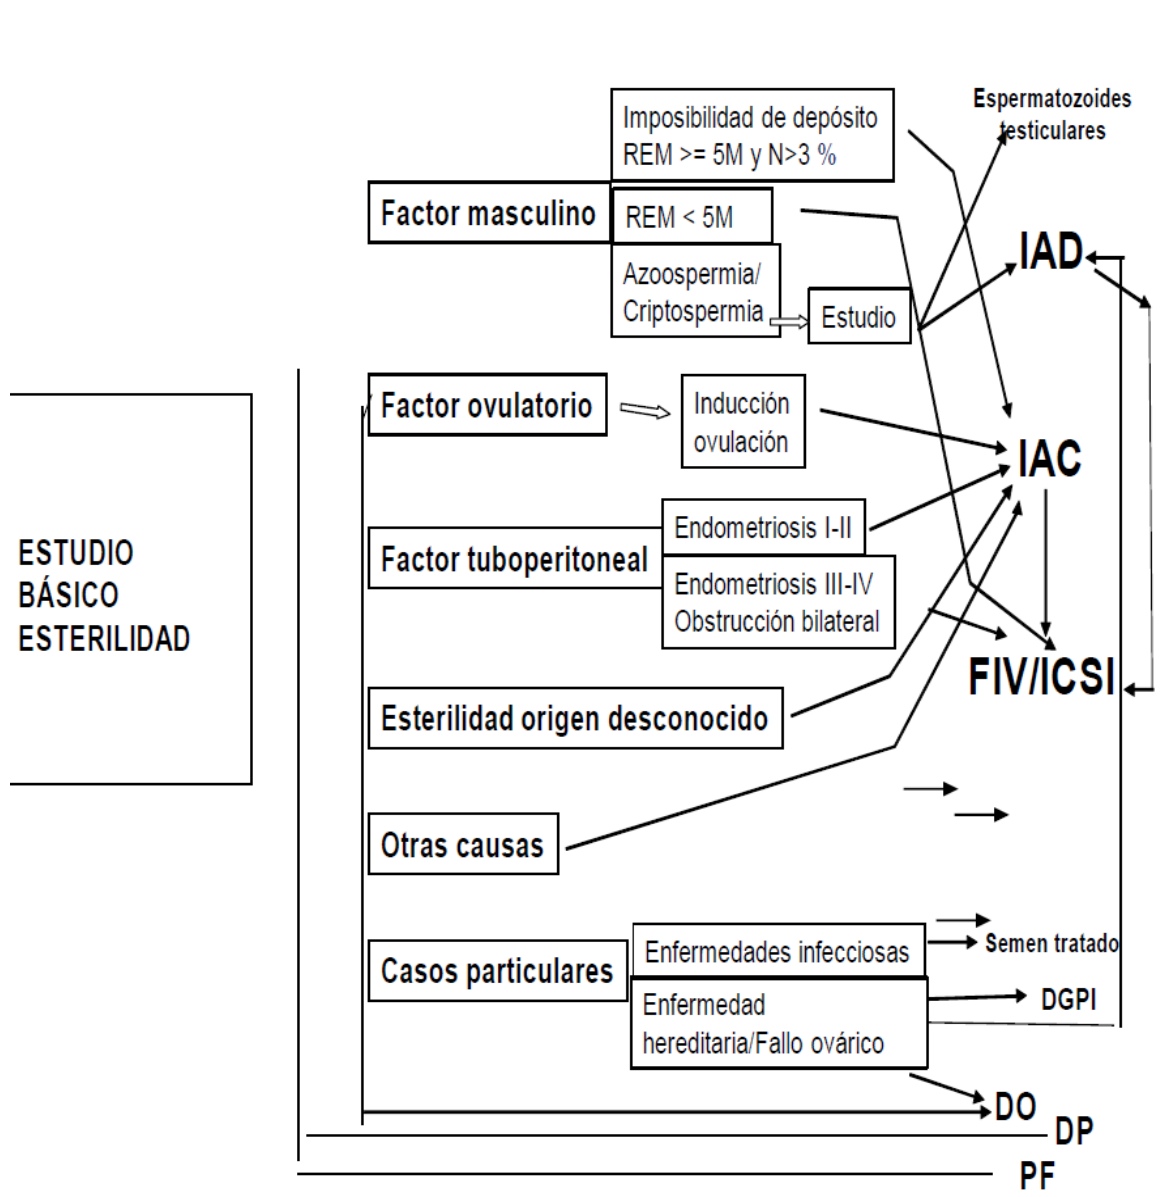 Espermatozoides
testiculares
Imposibilidad de depósito
REM >= 5M y N>3 %
Factor masculino
REM < 5M
IAD
Azoospermia/
Criptospermia
Estudio
Factor ovulatorio
Inducción
ovulación
IAC
ESTUDIO
BÁSICO
ESTERILIDAD
Factor tuboperitoneal
Endometriosis I-II
Endometriosis III-IV
Obstrucción bilateral
FIV/ICSI
Esterilidad origen desconocido
Otras causas
Casos particulares
Enfermedades infecciosas
Semen tratado
Enfermedad
hereditaria/Fallo ovárico
DGPI
DO
DP
PF